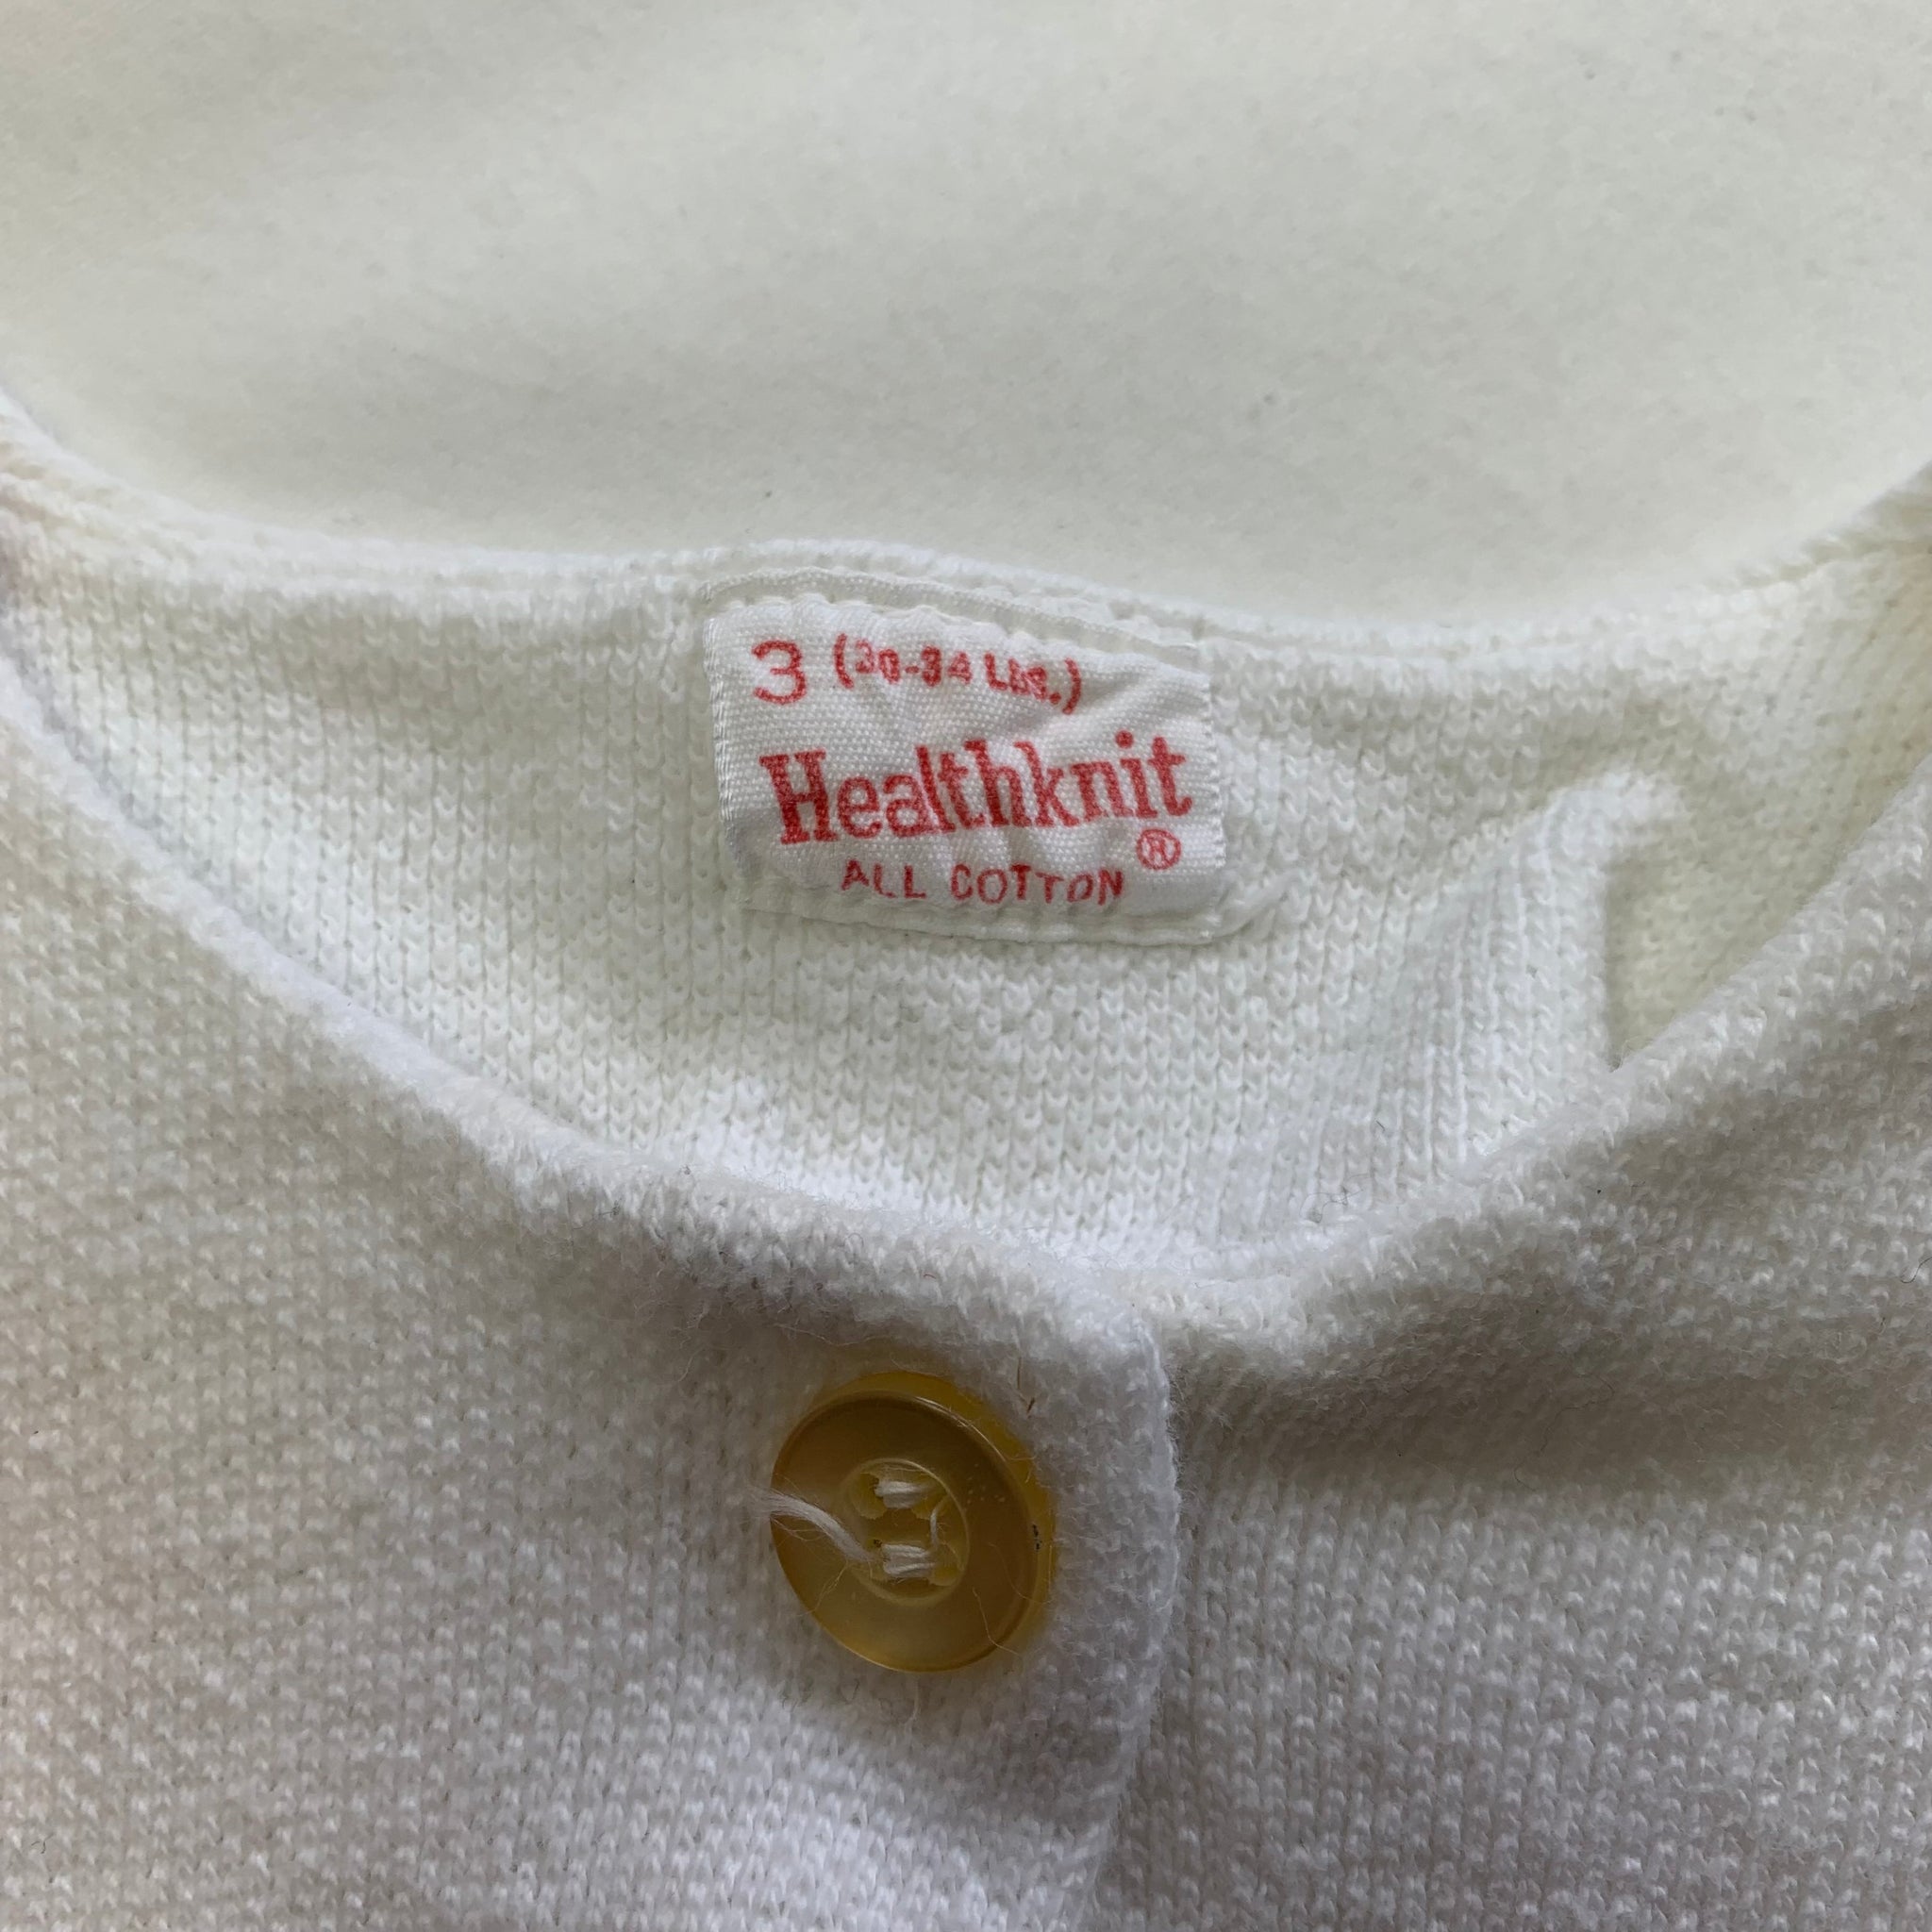 3 (30-34 LBS.)
Healthknit
®
ALL COTTON